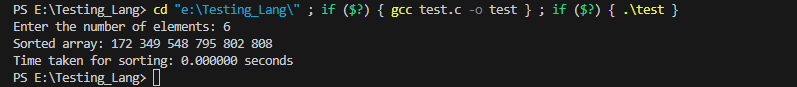 PS E:\Testing_Lang> cd "e:\Testing_Lang\" ; if ($?) { gcc test.c -o test } ; if ($?) { .\test }
Enter the number of elements: 6
Sorted array: 172 349 548 795 802 808
Time taken for sorting: 0.000000 seconds
PS E:\Testing_Lang>